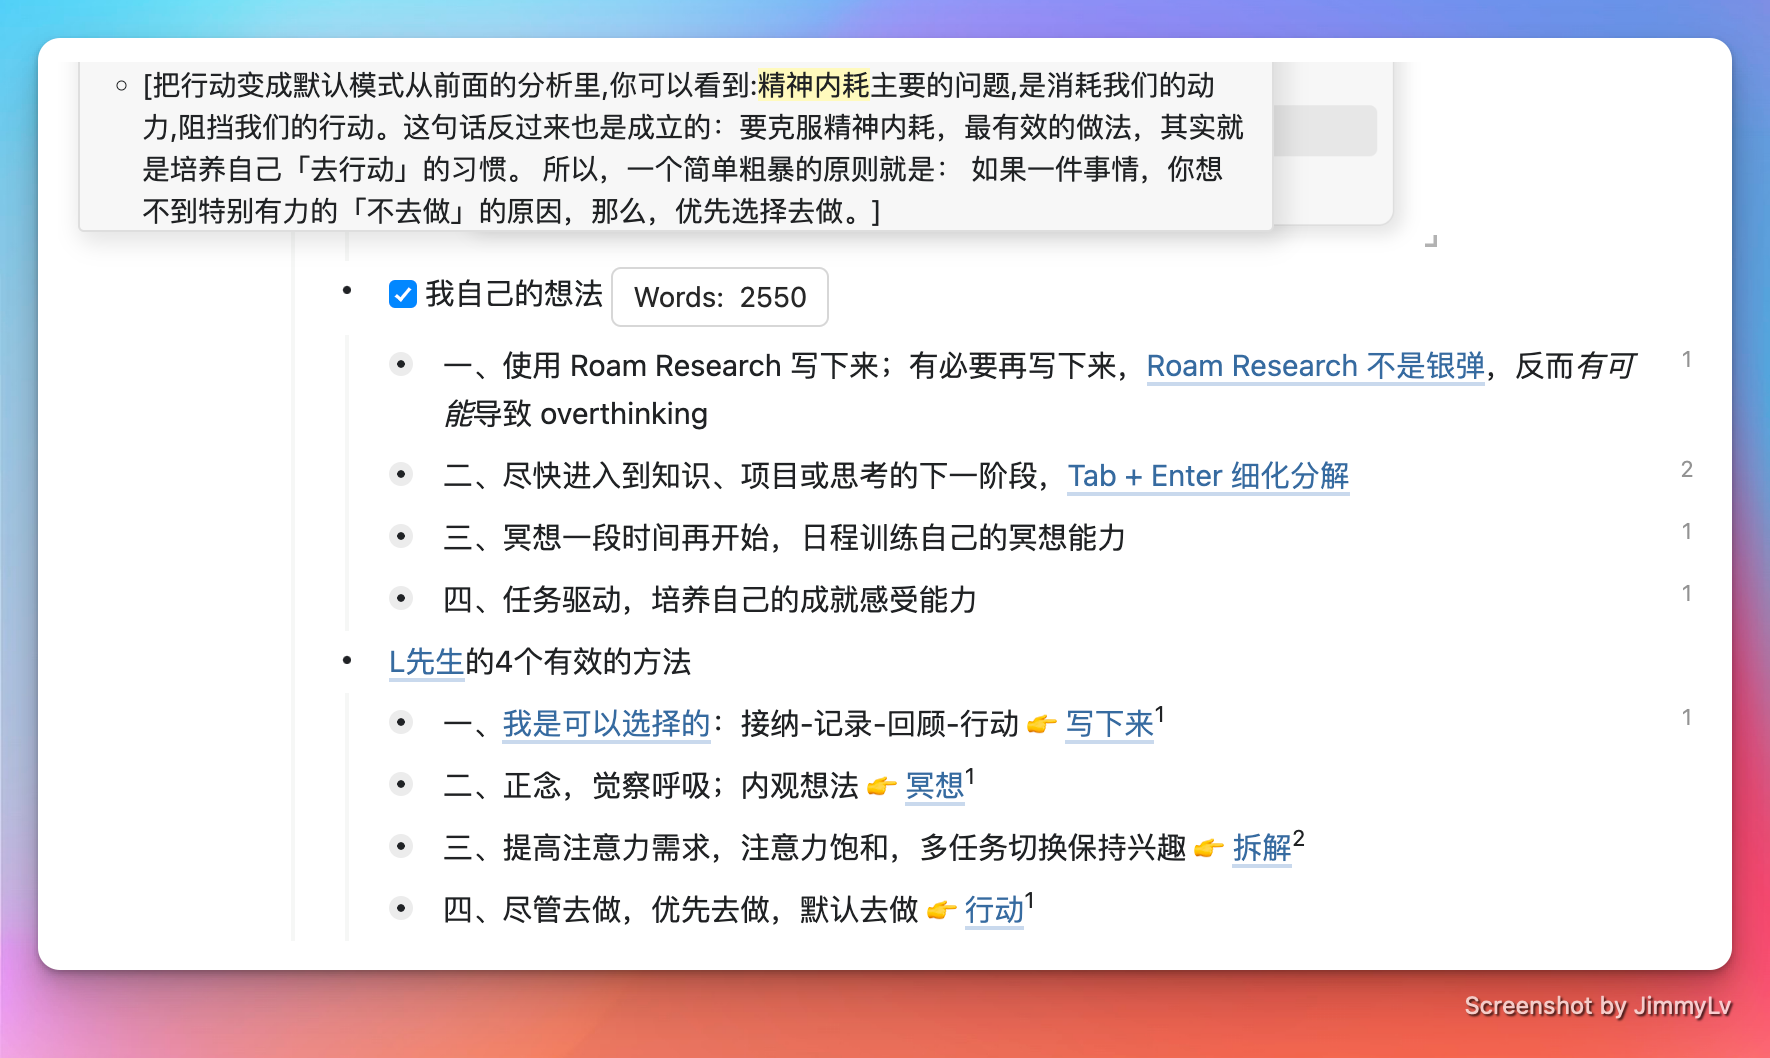 [把行动变成默认模式从前面的分析里,你可以看到:精神内耗主要的问题,是消耗我们的动
力,阻挡我们的行动。这句话反过来也是成立的：要克服精神内耗，最有效的做法，其实就
是培养自己「去行动」的习惯。 所以，一个简单粗暴的原则就是： 如果一件事情，你想
不到特别有力的「不去做」的原因，那么，优先选择去做。]
我自己的想法 Words: 2550
一、使用 Roam Research 写下来；有必要再写下来，Roam Research 不是银弹，反而有可 1
能导致 overthinking
二、尽快进入到知识、项目或思考的下一阶段，Tab + Enter 细化分解 2
三、冥想一段时间再开始，日程训练自己的冥想能力 1
四、任务驱动，培养自己的成就感受能力 1
L先生的4个有效的方法
一、我是可以选择的：接纳-记录-回顾-行动 👉 写下来1 1
二、正念，觉察呼吸；内观想法 👉 冥想1
三、提高注意力需求，注意力饱和，多任务切换保持兴趣 👉 拆解2
四、尽管去做，优先去做，默认去做 👉 行动1
Screenshot by JimmyLv